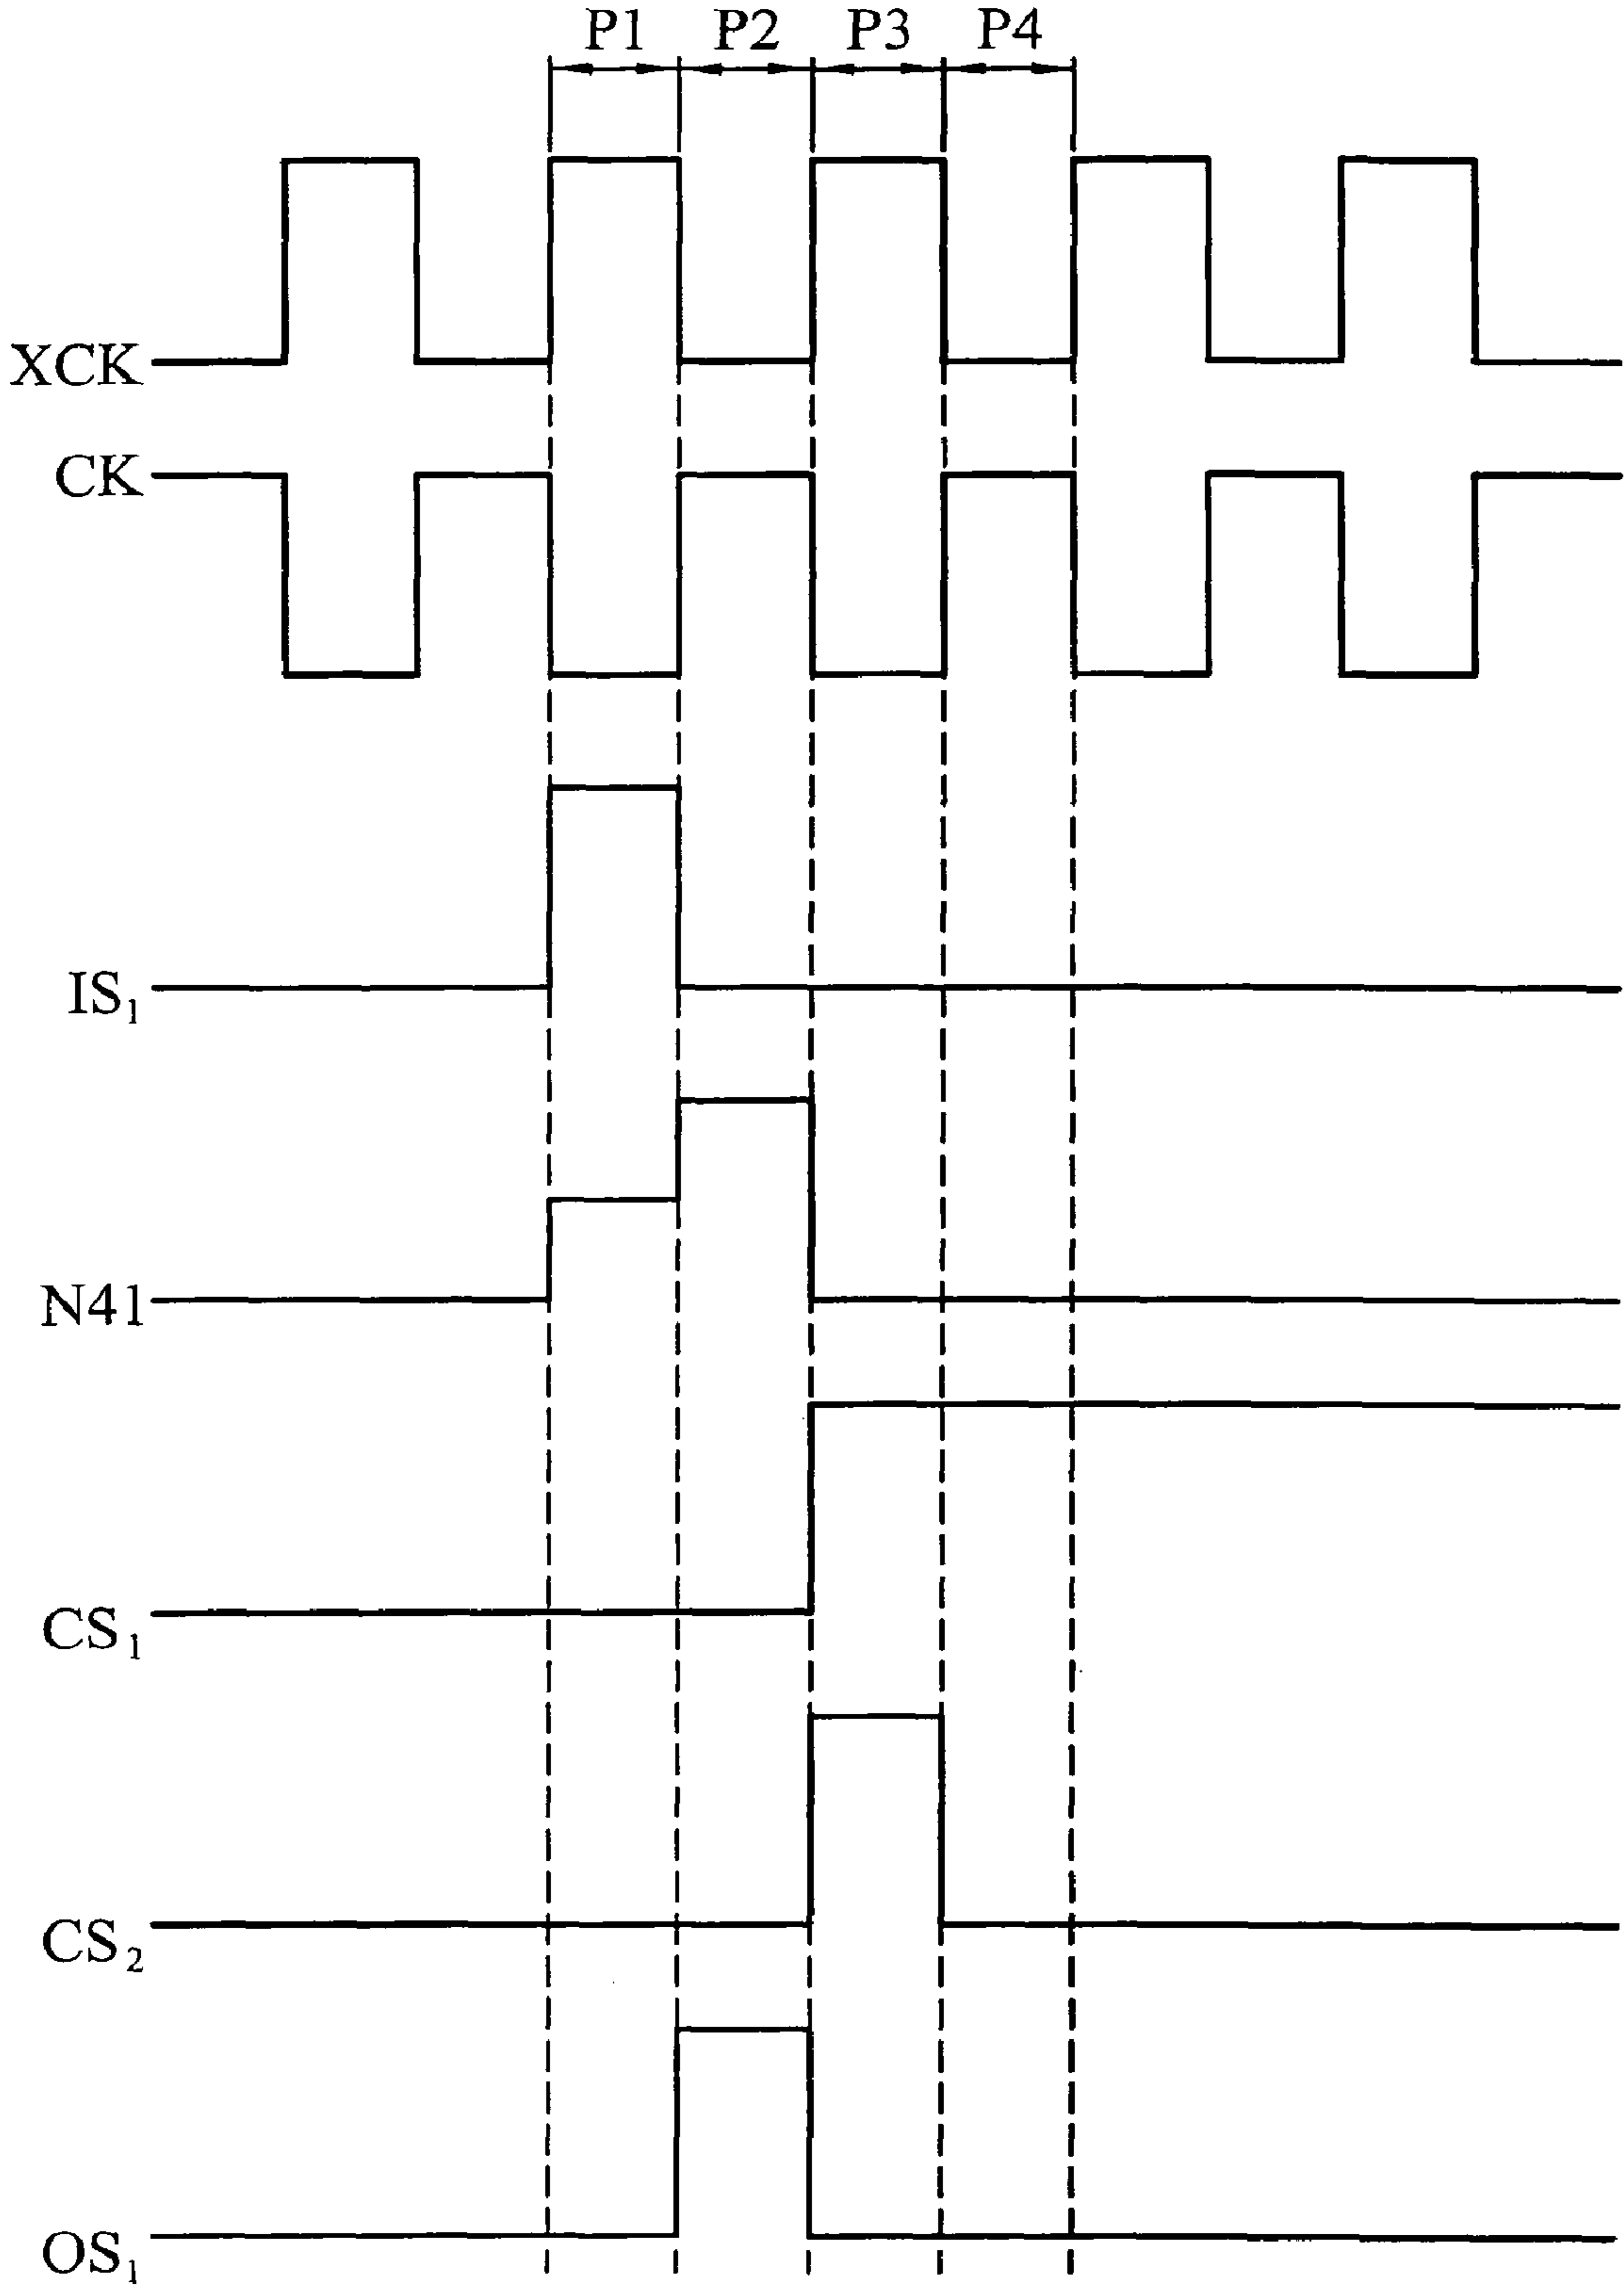 P1 P2 P3 P4
XCK
CK
IS₁
N41
CS₁
CS₂
OS₁